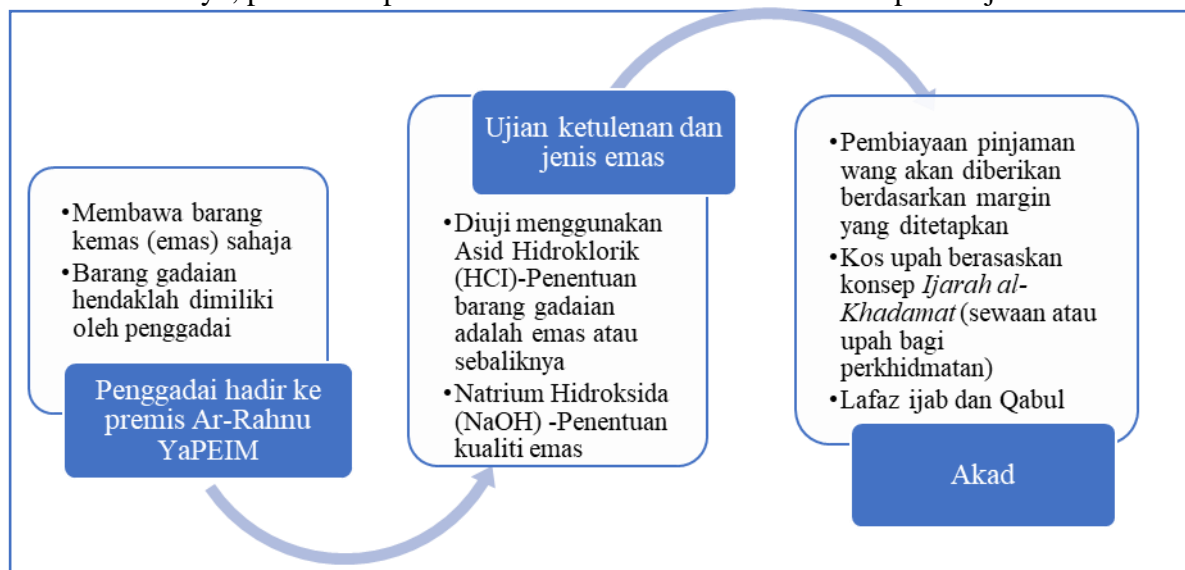 •Membawa barang
kemas (emas) sahaja
•Barang gadaian
hendaklah dimiliki
oleh penggadai
Penggadai hadir ke
premis Ar-Rahnu
YaPEIM
Ujian ketulenan dan
jenis emas
•Diuji menggunakan
Asid Hidroklorik
(HCI)-Penentuan
barang gadaian
adalah emas atau
sebaliknya
•Natrium Hidroksida
(NaOH) -Penentuan
kualiti emas
•Pembiayaan pinjaman
wang akan diberikan
berdasarkan margin
yang ditetapkan
•Kos upah berasaskan
konsep Ijarah al-
Khadamat (sewaan atau
upah bagi
perkhidmatan)
•Lafaz ijab dan Qabul
Akad